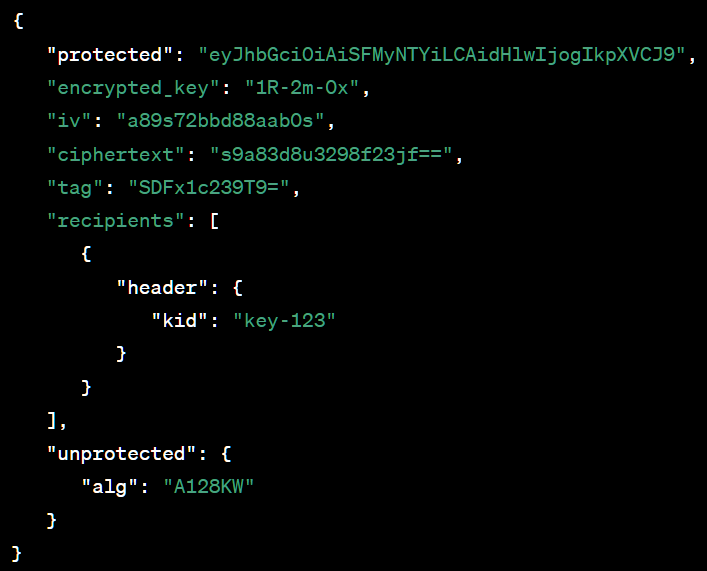 {
"protected": "eyJhbGciOiAiSFMyNTYiLCAidHlwIjogIkpXVCJ9",
"encrypted_key": "1R-2m-Ox",
"iv": "a89s72bbd88aabOs",
"ciphertext": "s9a83d8u3298f23jf==",
"tag": "SDFx1c239T9=",
"recipients": [
{
"header": {
"kid": "key-123"
}
}
],
"unprotected": {
"alg": "A128KW"
}
}